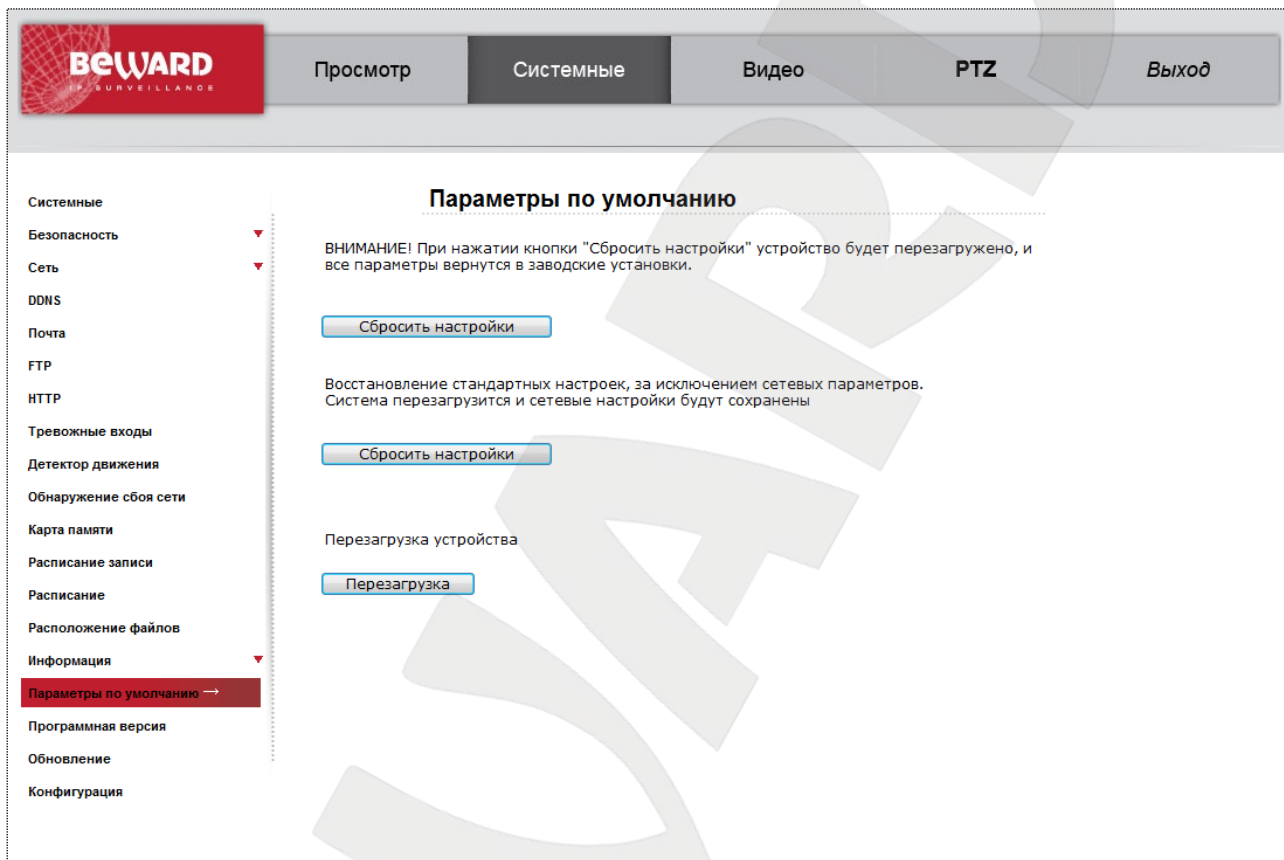 BEWARD
IP SURVEILLANCE
Просмотр
Системные
Видео
PTZ
Выход
Системные
Безопасность
Сеть
DDNS
Почта
FTP
HTTP
Тревожные входы
Детектор движения
Обнаружение сбоя сети
Карта памяти
Расписание записи
Расписание
Расположение файлов
Информация
Параметры по умолчанию →
Программная версия
Обновление
Конфигурация
Параметры по умолчанию
ВНИМАНИЕ! При нажатии кнопки "Сбросить настройки" устройство будет перезагружено, и
все параметры вернутся в заводские установки.
Сбросить настройки
Восстановление стандартных настроек, за исключением сетевых параметров.
Система перезагрузится и сетевые настройки будут сохранены
Сбросить настройки
Перезагрузка устройства
Перезагрузка